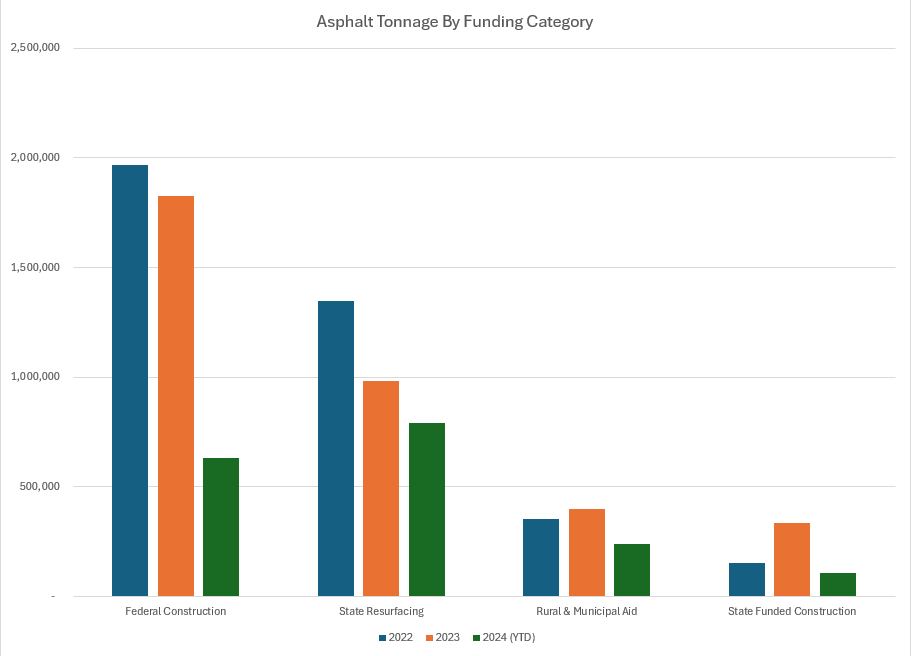 Asphalt Tonnage By Funding Category
2,500,000
2,000,000
1,500,000
1,000,000
500,000
-
Federal Construction State Resurfacing Rural & Municipal Aid State Funded Construction
2022 2023 2024 (YTD)